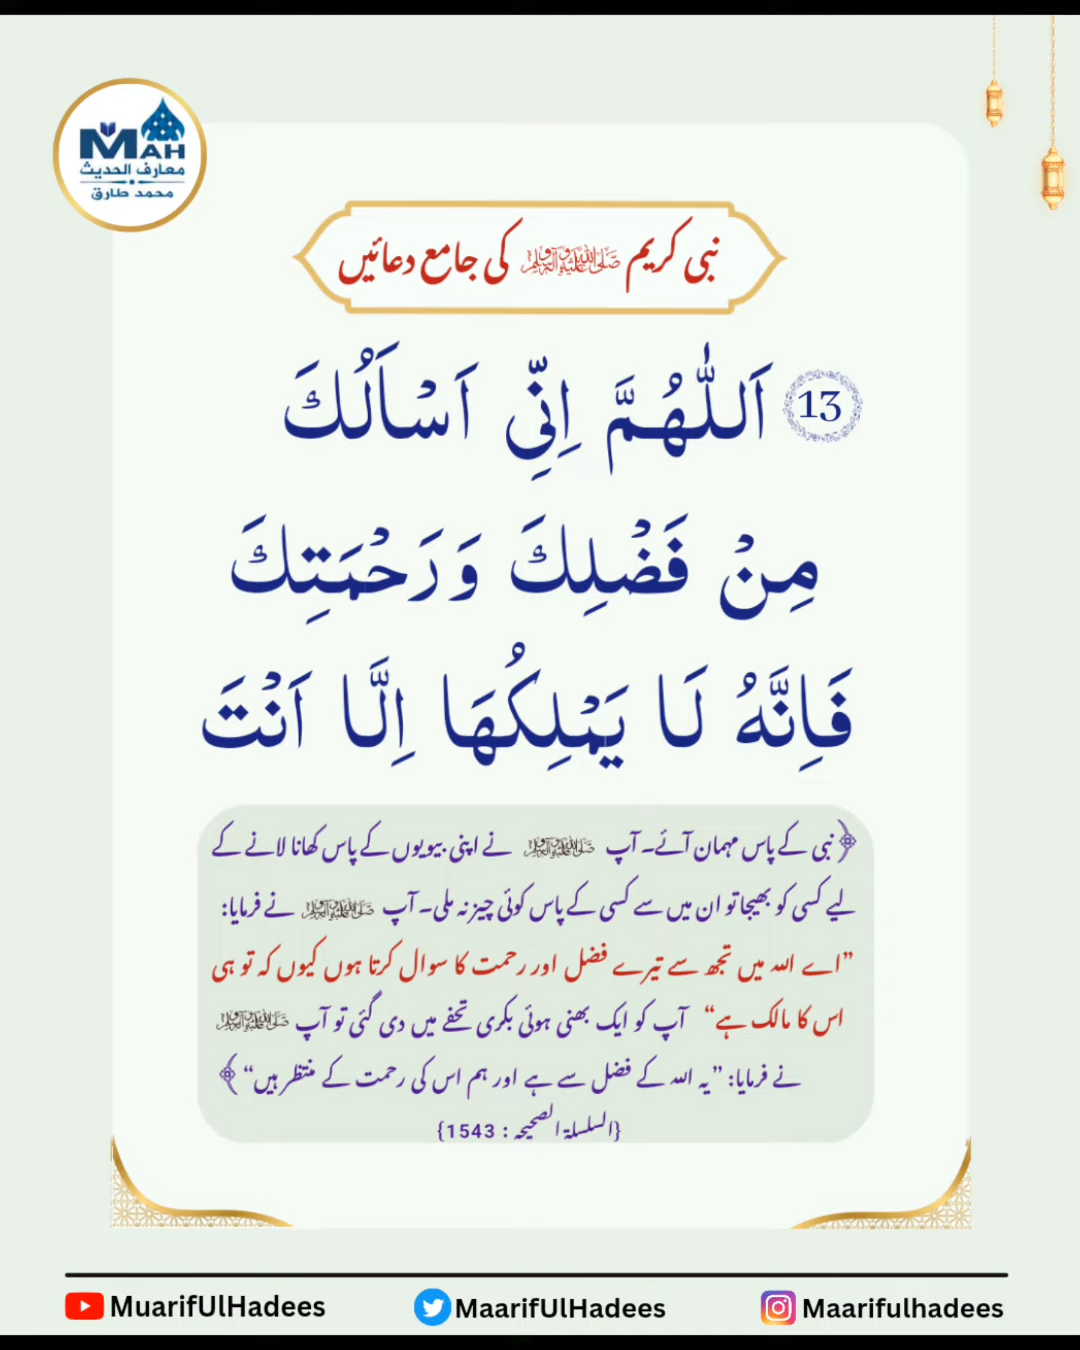 MAH
معارف الحدیث
محمد طارق
نبی کریم ﷺ کی جامع دعائیں
13 اَللّٰهُمَّ اِنِّي اَسْاَلُكَ
مِنْ فَضْلِكَ وَرَحْمَتِكَ
فَاِنَّهُ لَا يَمْلِكُهَا اِلَّا اَنْتَ
﴿نبی کے پاس مہمان آئے۔ آپ ﷺ نے اپنی بیویوں کے پاس کھانا لانے کے
لیے کسی کو بھیجا تو ان میں سے کسی کے پاس کوئی چیز نہ ملی۔ آپ ﷺ نے فرمایا:
”اے اللہ میں تجھ سے تیرے فضل اور رحمت کا سوال کرتا ہوں کیوں کہ تو ہی
اس کا مالک ہے“ آپ کو ایک بھنی ہوئی بکری تحفے میں دی گئی تو آپ ﷺ
نے فرمایا: ”یہ اللہ کے فضل سے ہے اور ہم اس کی رحمت کے منتظر ہیں“﴾
{السلسلۃ الصحیحہ : 1543}
MuarifUlHadees MaarifUlHadees Maarifulhadees